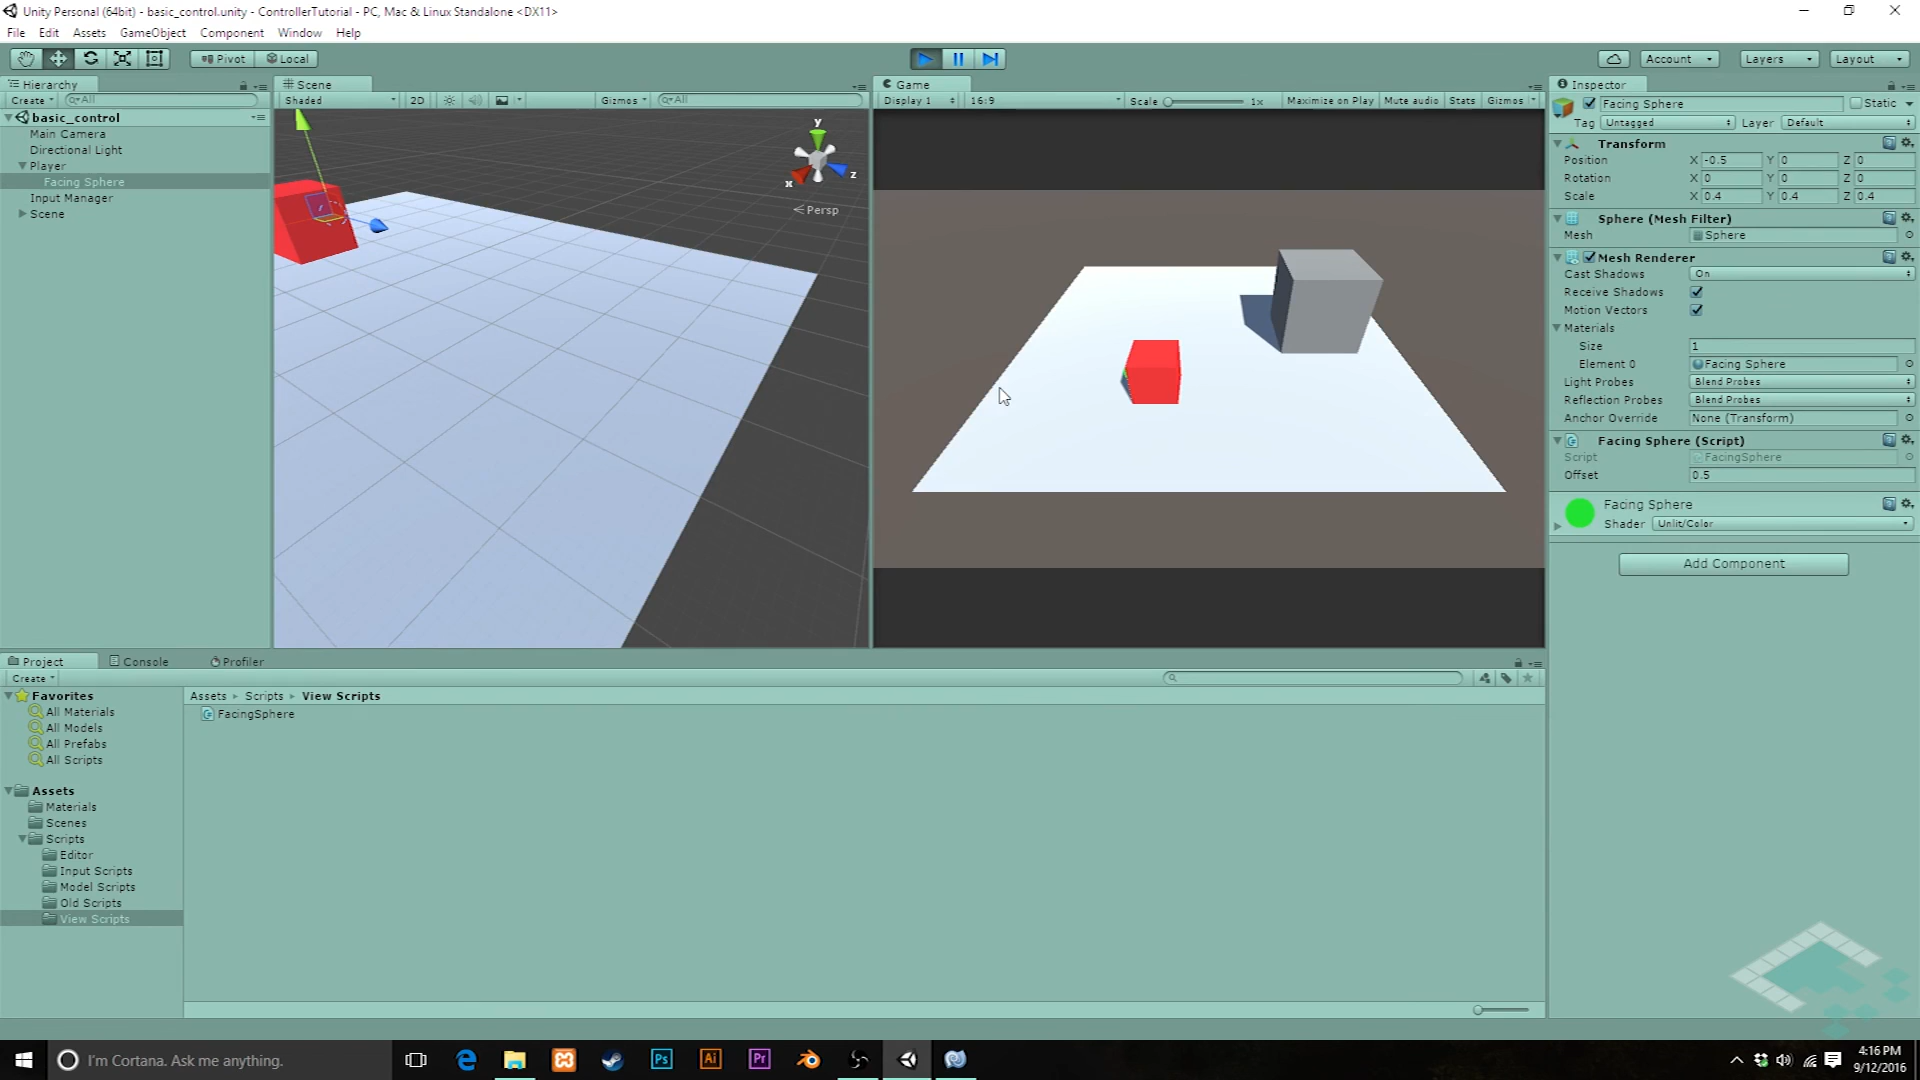 Unity Personal (64bit) - basic_control.unity - ControllerTutorial - PC, Mac & Linux Standalone <DX11>
File Edit Assets GameObject Component Window Help
Pivot Local Account Layers Layout
Hierarchy
Create All
basic_control
Main Camera
Directional Light
Player
Facing Sphere
Input Manager
Scene
Scene
Shaded 2D Gizmos All
y
x
z
Persp
Game
Display 1 16:9 Scale 1x Maximize on Play Mute audio Stats Gizmos
Inspector
Facing Sphere Static
Tag Untagged Layer Default
Transform
Position X -0.5 Y 0 Z 0
Rotation X 0 Y 0 Z 0
Scale X 0.4 Y 0.4 Z 0.4
Sphere (Mesh Filter)
Mesh Sphere
Mesh Renderer
Cast Shadows On
Receive Shadows
Motion Vectors
Materials
Size 1
Element 0 Facing Sphere
Light Probes Blend Probes
Reflection Probes Blend Probes
Anchor Override None (Transform)
Facing Sphere (Script)
Script FacingSphere
Offset 0.5
Facing Sphere
Shader Unlit/Color
Add Component
Project Console Profiler
Create
Favorites
All Materials
All Models
All Prefabs
All Scripts
Assets
Materials
Scenes
Scripts
Editor
Input Scripts
Model Scripts
Old Scripts
View Scripts
Assets Scripts View Scripts
FacingSphere
I'm Cortana. Ask me anything.
Ps
Ai
Pr
4:16 PM
9/12/2016